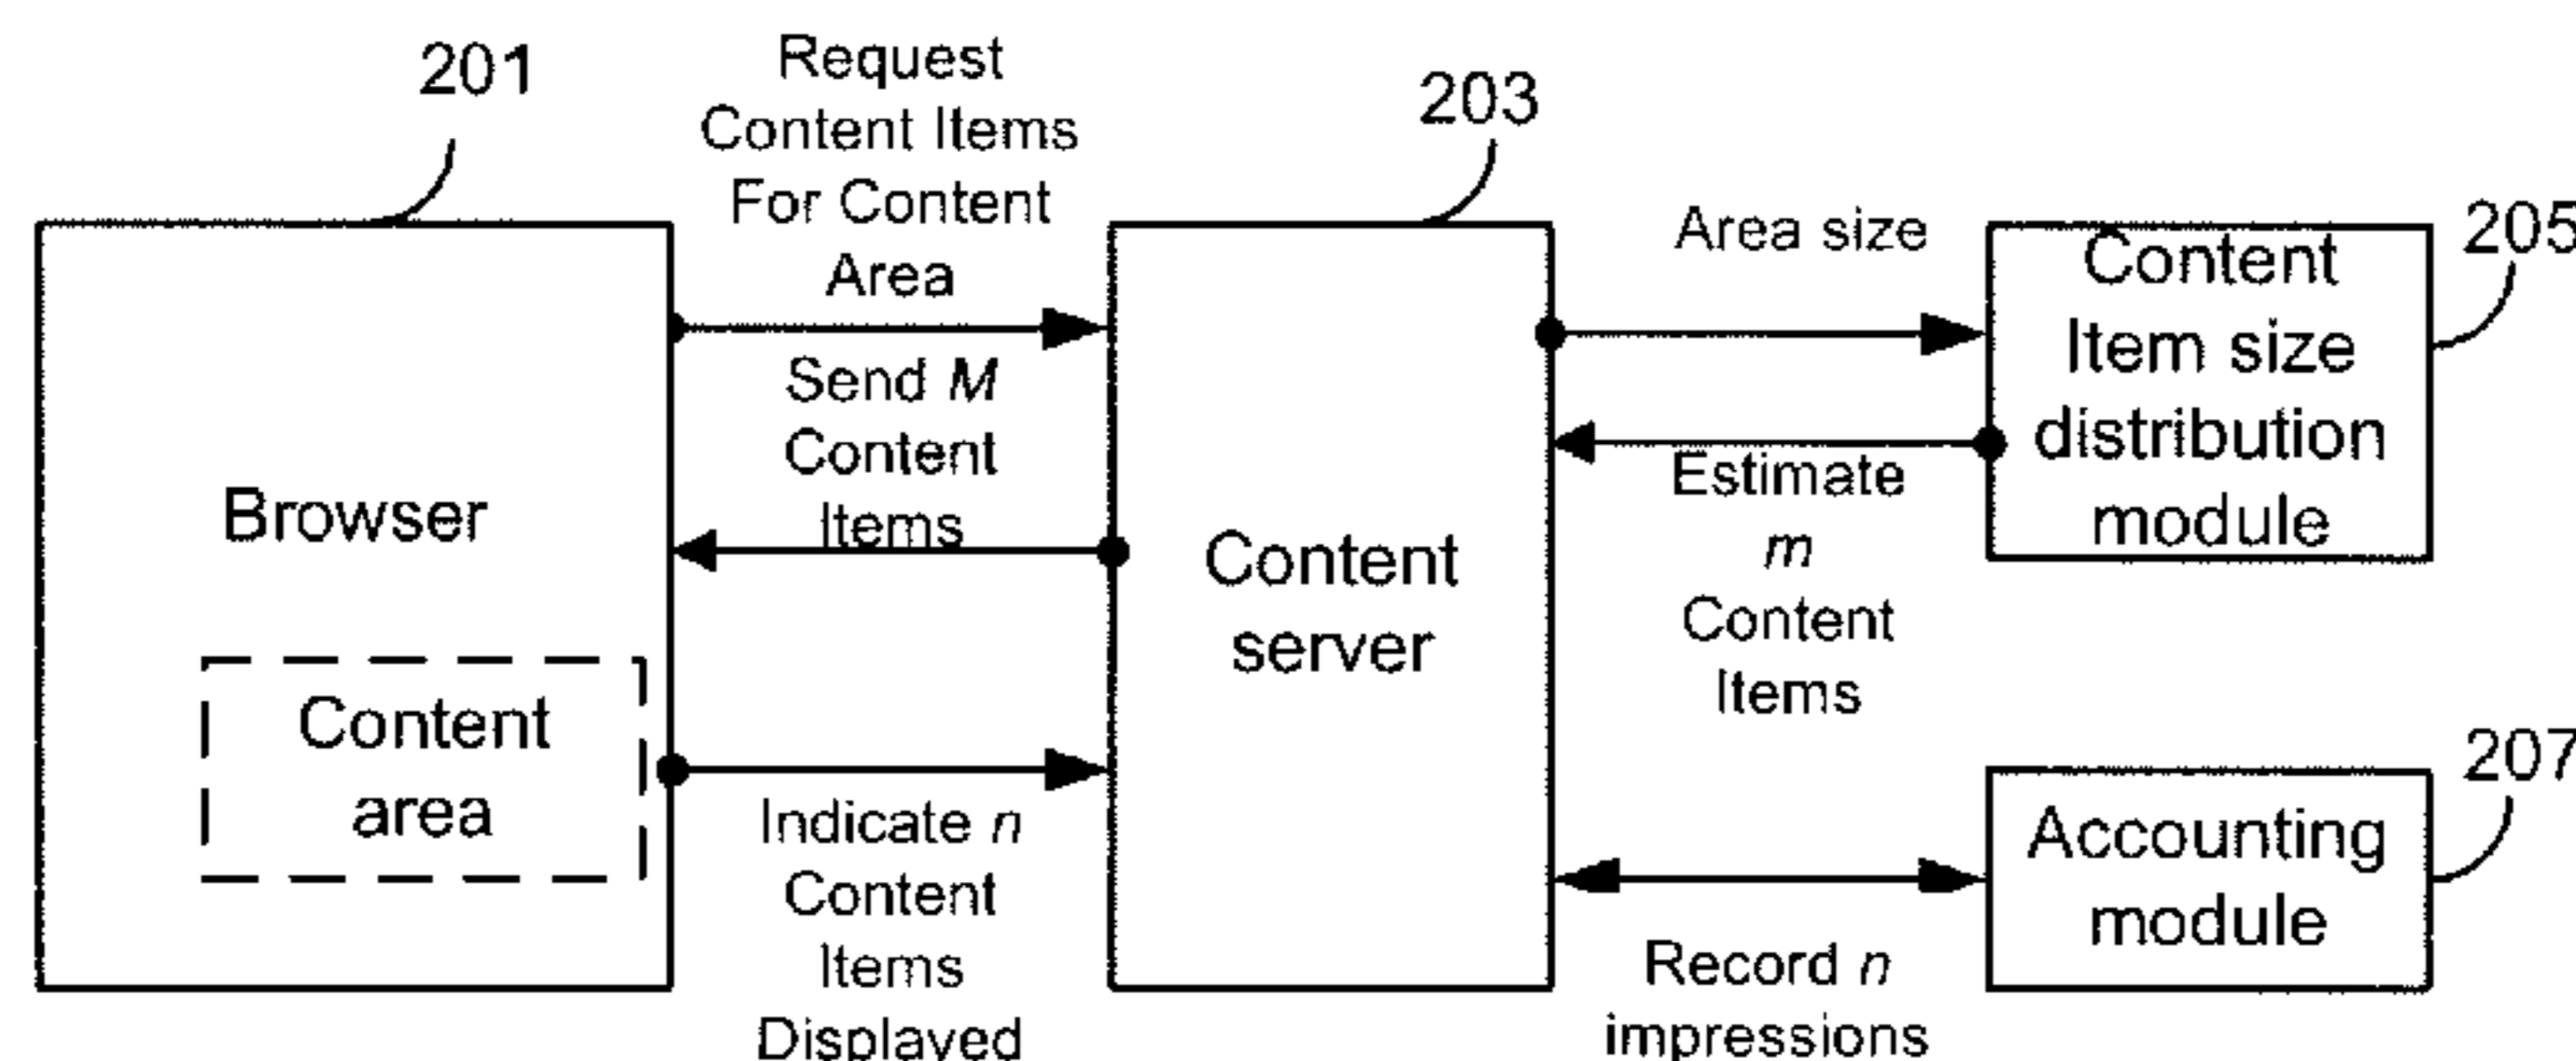 201
Request
Content Items
For Content
Area
203
Area size
205
Content
Item size
distribution
module
Send M
Content
Items
Browser
Estimate
m
Content
Items
Content
server
Content
area
Indicate n
Content
Items
Displayed
207
Accounting
module
Record n
impressions